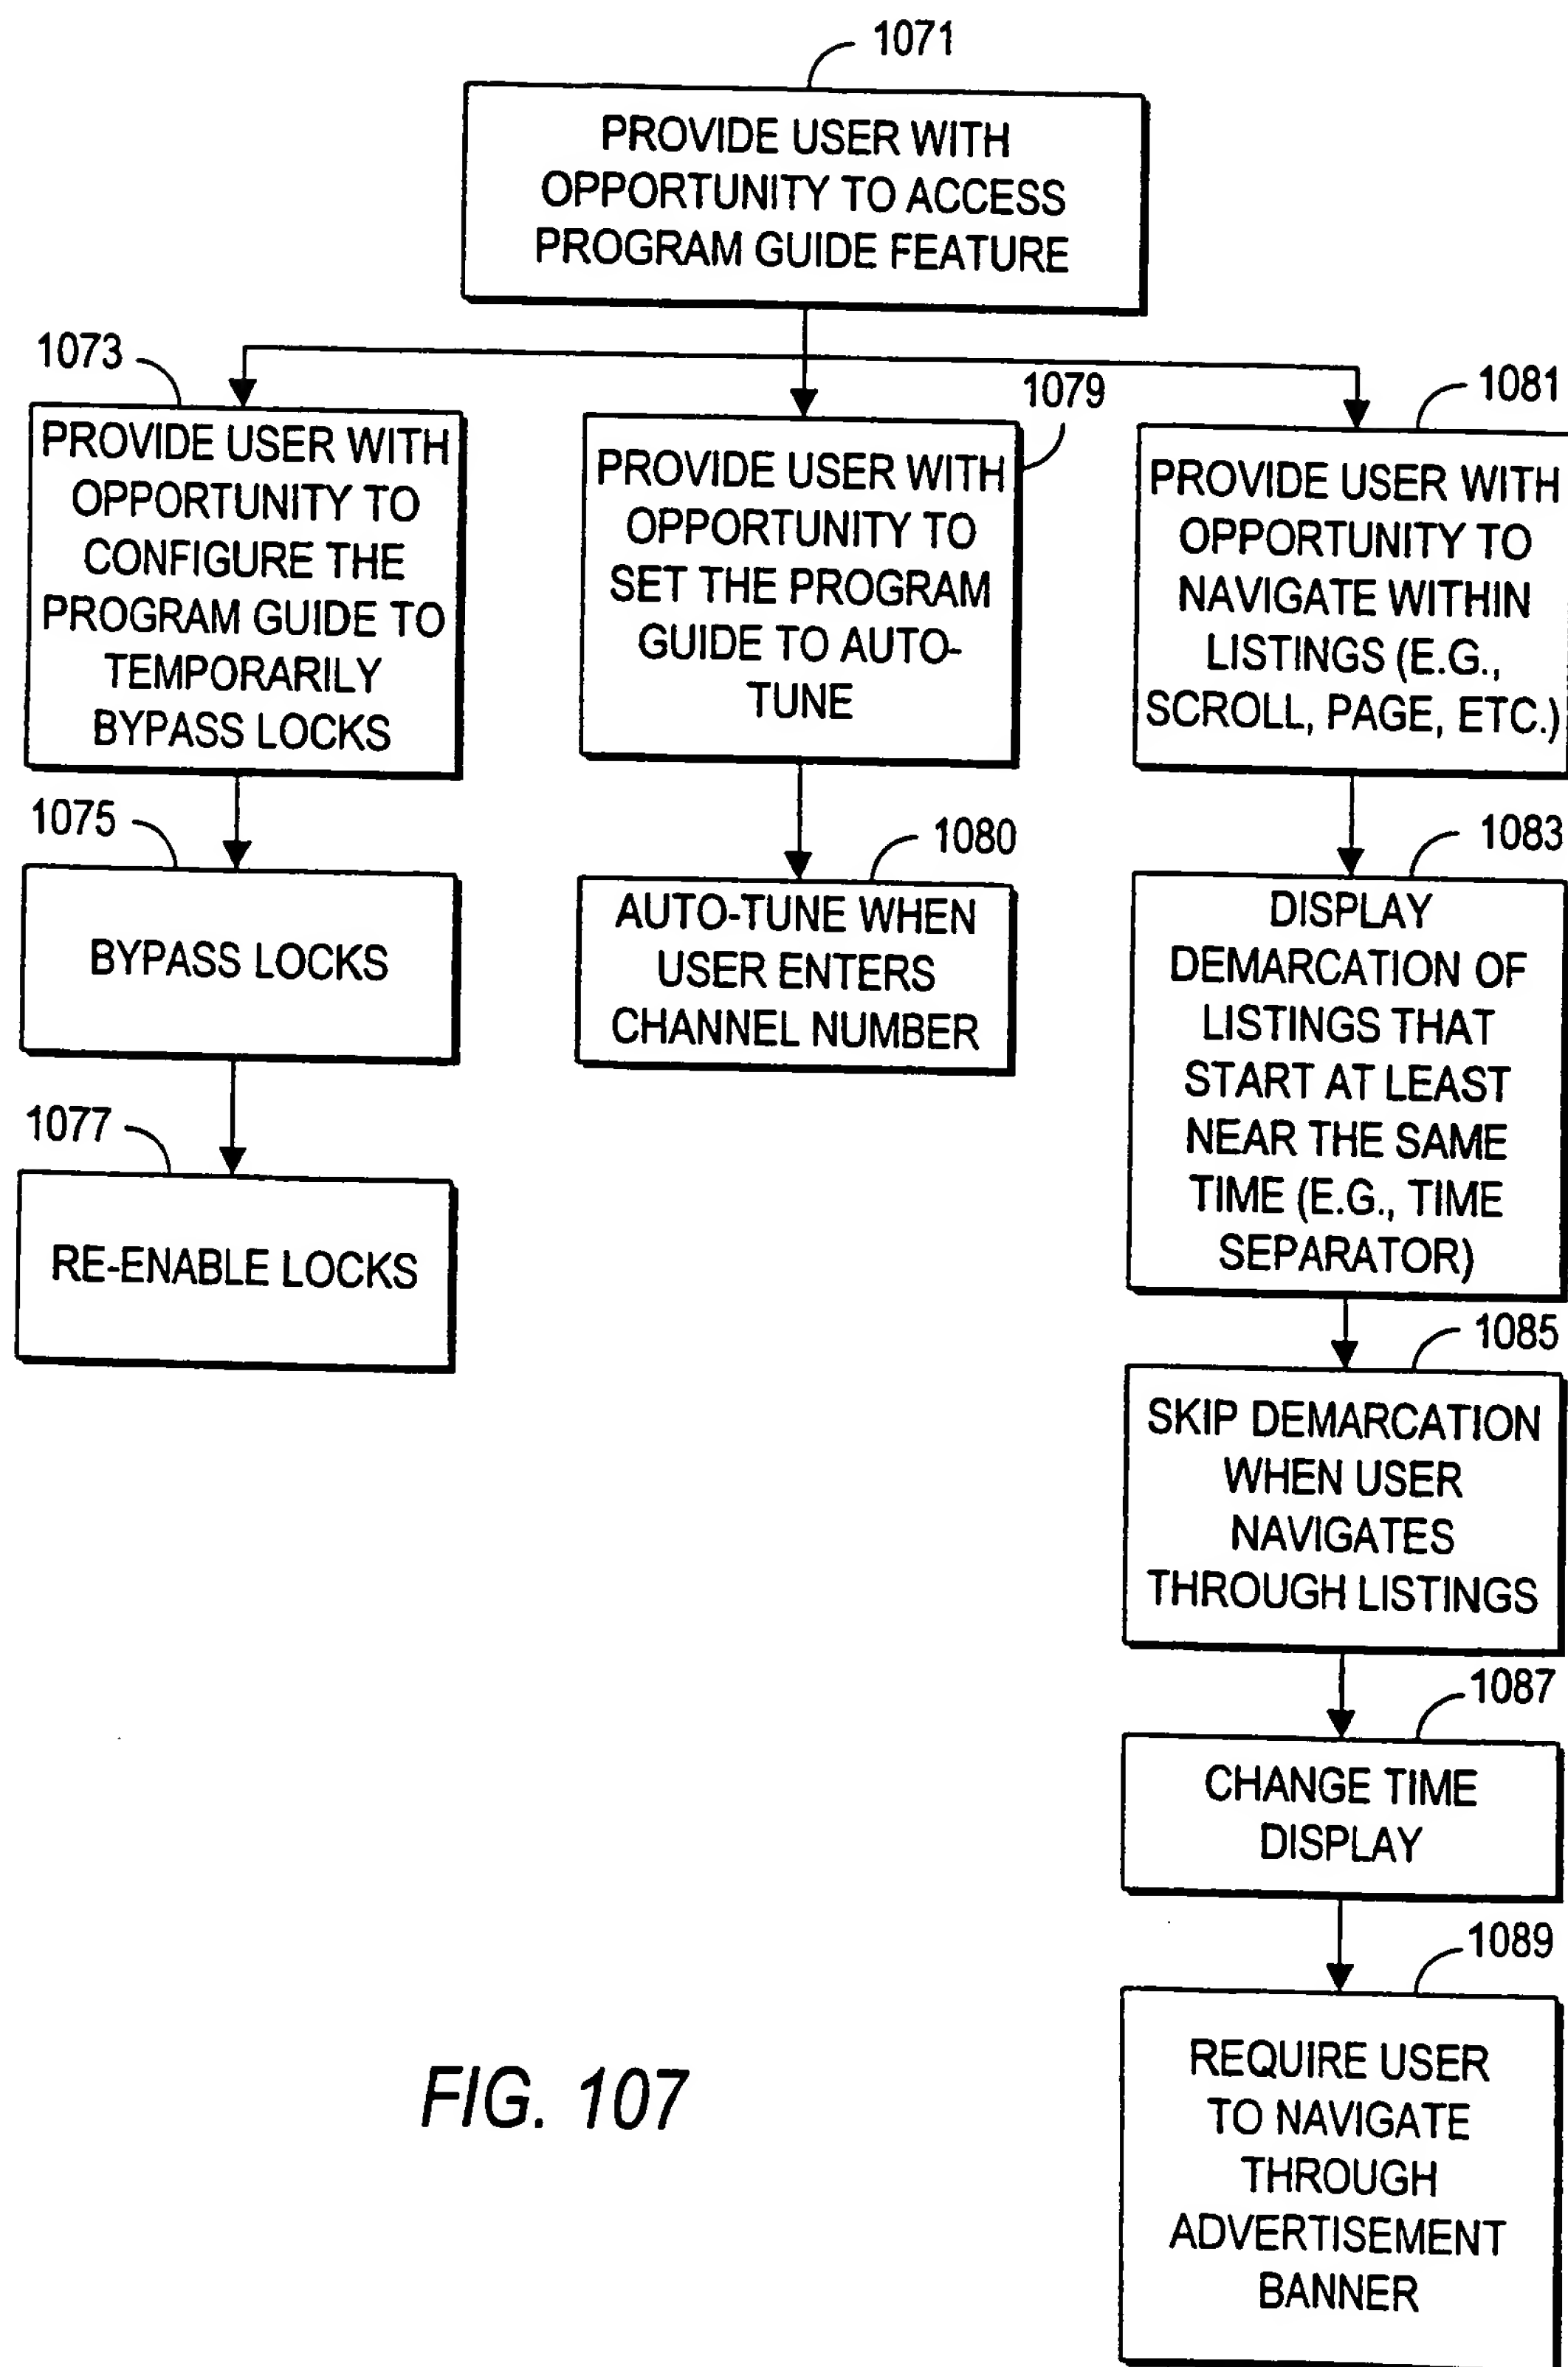 1071
PROVIDE USER WITH
OPPORTUNITY TO ACCESS
PROGRAM GUIDE FEATURE
1073
PROVIDE USER WITH
OPPORTUNITY TO
CONFIGURE THE
PROGRAM GUIDE TO
TEMPORARILY
BYPASS LOCKS
1075
BYPASS LOCKS
1077
RE-ENABLE LOCKS
1079
PROVIDE USER WITH
OPPORTUNITY TO
SET THE PROGRAM
GUIDE TO AUTO-
TUNE
1080
AUTO-TUNE WHEN
USER ENTERS
CHANNEL NUMBER
1081
PROVIDE USER WITH
OPPORTUNITY TO
NAVIGATE WITHIN
LISTINGS (E.G.,
SCROLL, PAGE, ETC.)
1083
DISPLAY
DEMARCATION OF
LISTINGS THAT
START AT LEAST
NEAR THE SAME
TIME (E.G., TIME
SEPARATOR)
1085
SKIP DEMARCATION
WHEN USER
NAVIGATES
THROUGH LISTINGS
1087
CHANGE TIME
DISPLAY
1089
REQUIRE USER
TO NAVIGATE
THROUGH
ADVERTISEMENT
BANNER
FIG. 107